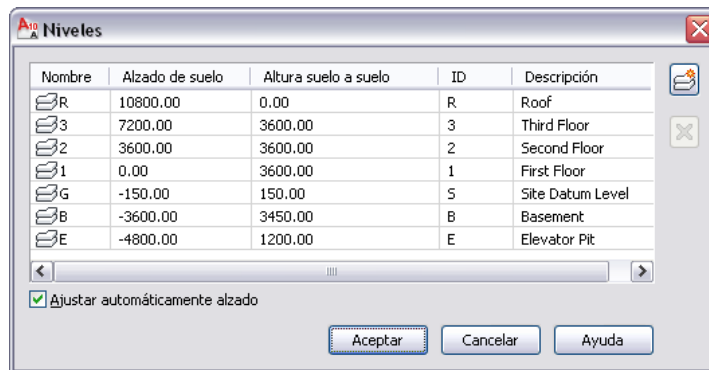 Niveles
Nombre Alzado de suelo Altura suelo a suelo ID Descripción
R 10800.00 0.00 R Roof
3 7200.00 3600.00 3 Third Floor
2 3600.00 3600.00 2 Second Floor
1 0.00 3600.00 1 First Floor
G -150.00 150.00 S Site Datum Level
B -3600.00 3450.00 B Basement
E -4800.00 1200.00 E Elevator Pit
Ajustar automáticamente alzado
Aceptar Cancelar Ayuda